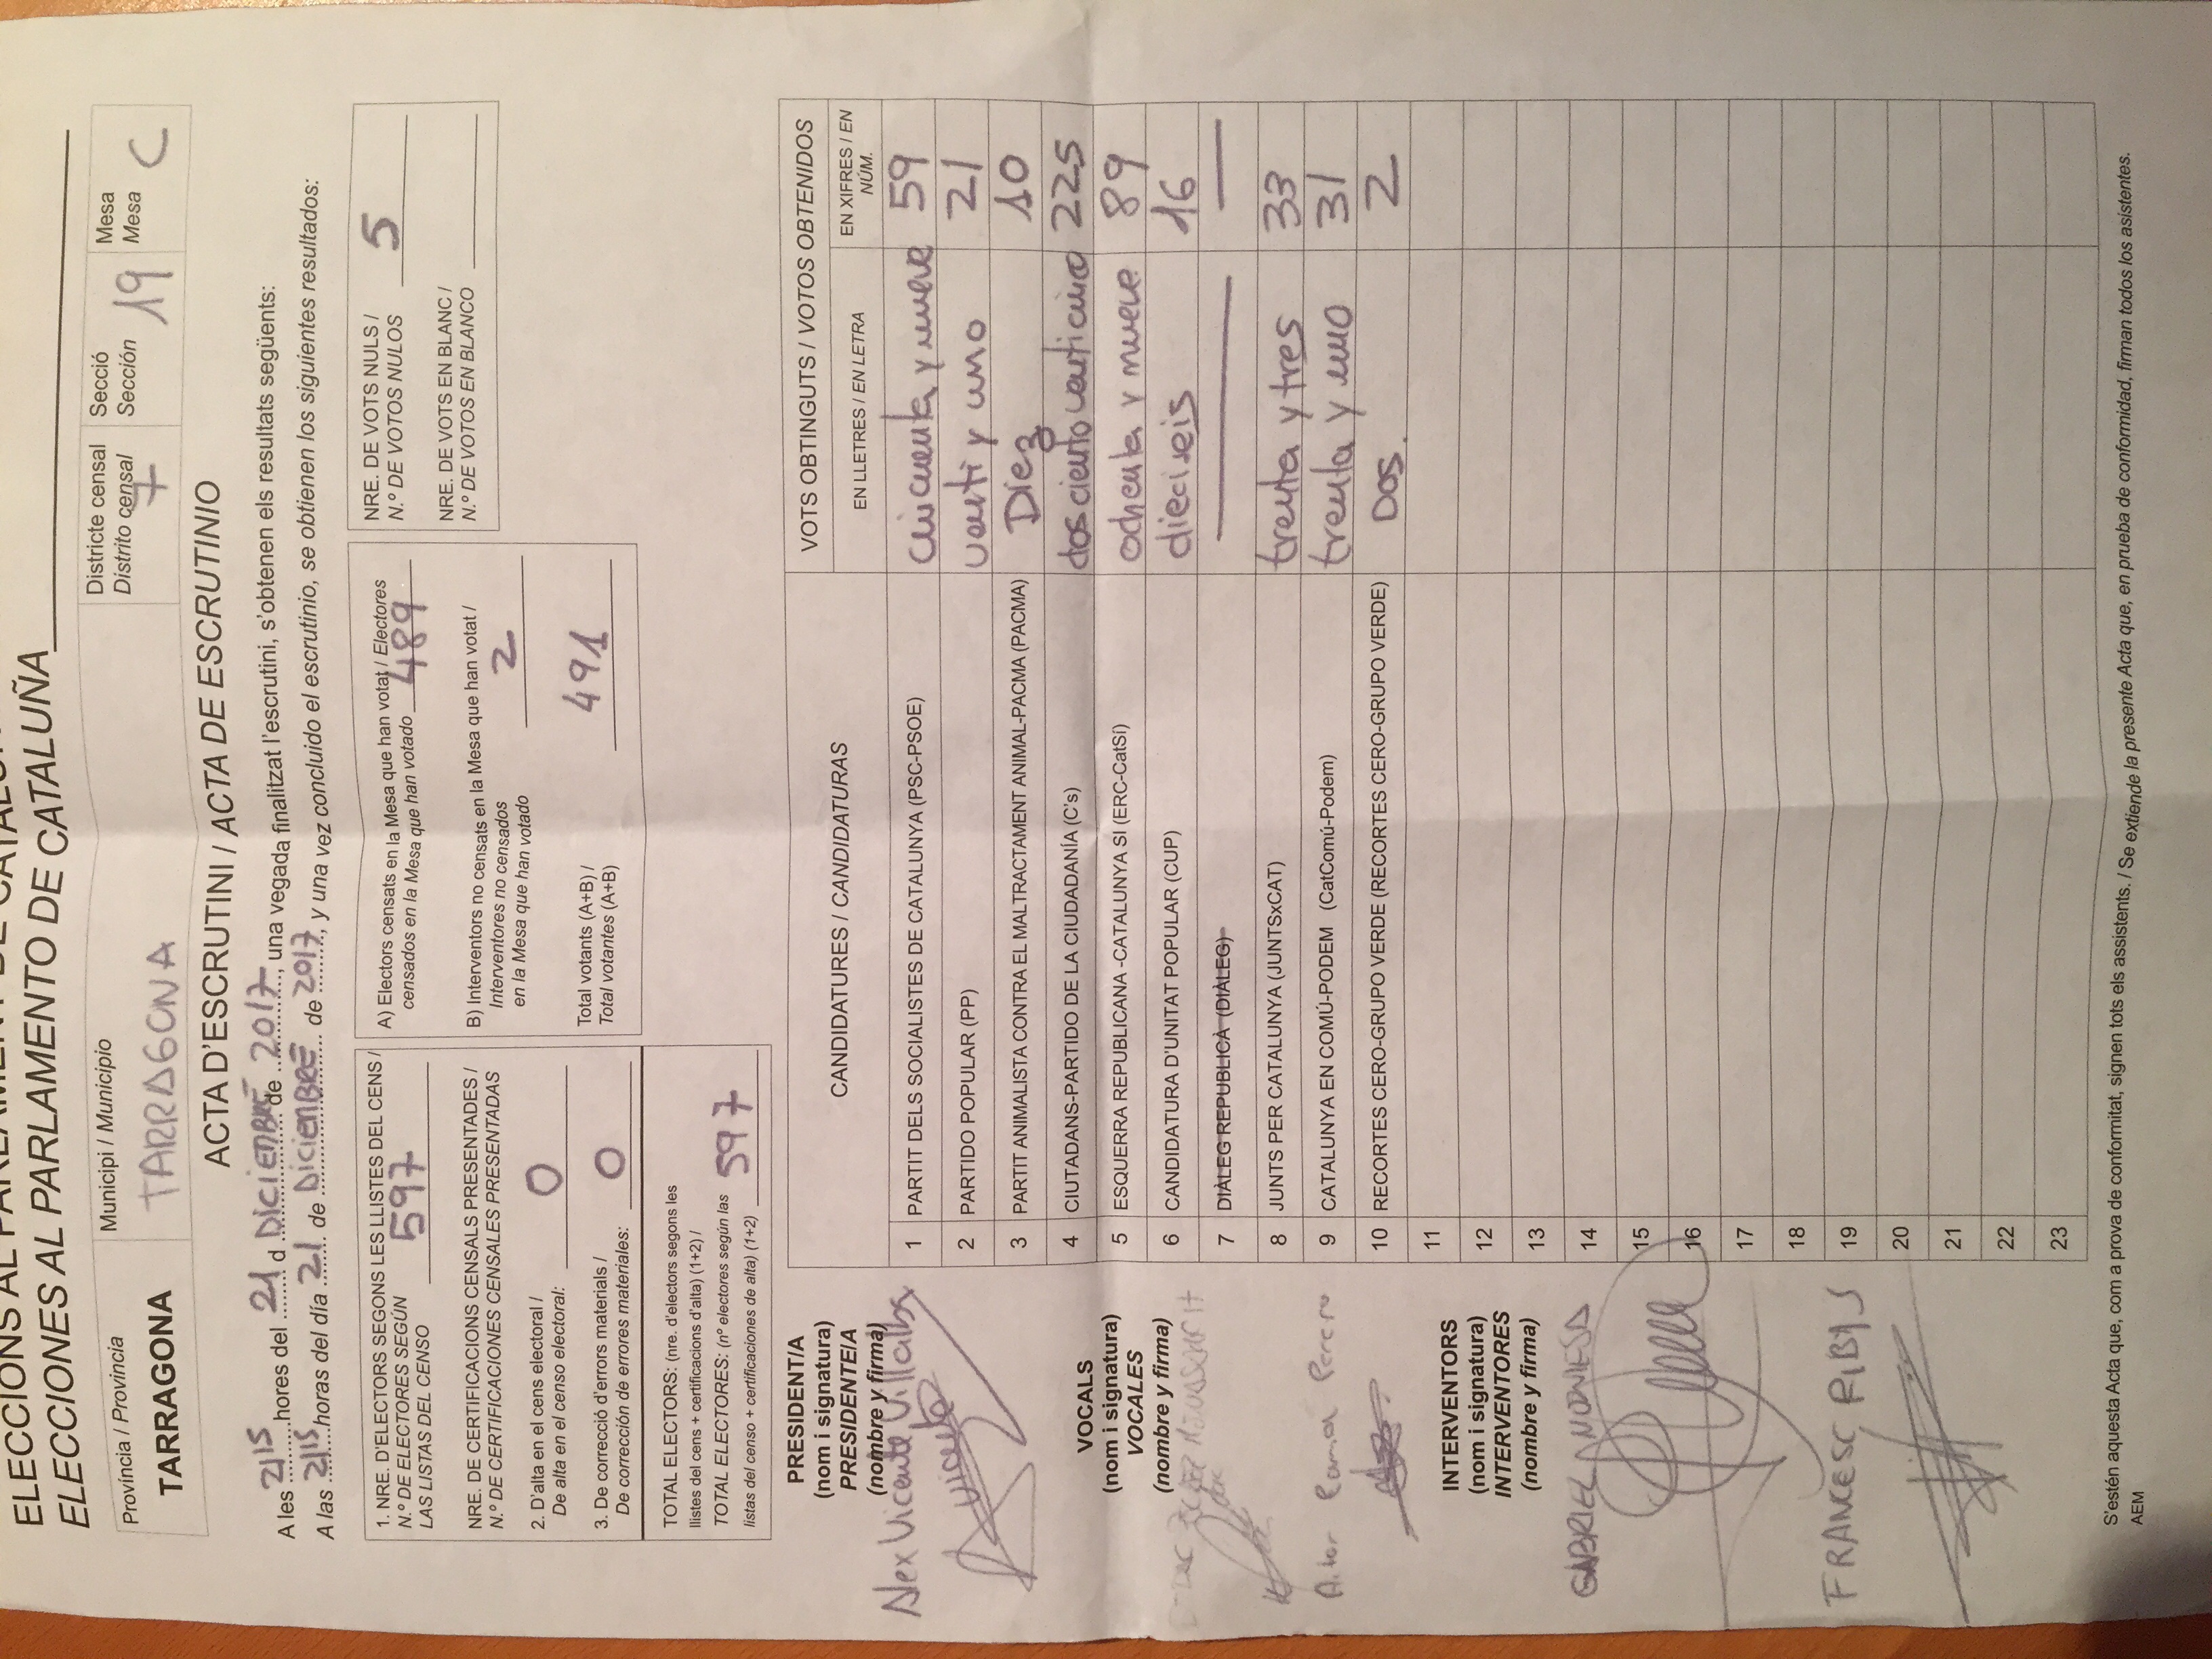 ELECCIONS AL PARLAMENT DE CATALU
ELECCIONES AL PARLAMENTO DE CATALUÑA
Província / Provincia
TARRAGONA
Municipi / Municipio
TARRAGONA
Districte censal
Distrito censal
7
Secció
Sección
19
Mesa
Mesa
C
ACTA D'ESCRUTINI / ACTA DE ESCRUTINIO
A les 21'15 hores del 21 d DICIEMBRE de 2017, una vegada finalitzat l'escrutini, s'obtenen els resultats següents:
A las 21'15 horas del día 21 de DICIEMBRE de 2017, y una vez concluido el escrutinio, se obtienen los siguientes resultados:
1. NRE. D'ELECTORS SEGONS LES LLISTES DEL CENS /
N.º DE ELECTORES SEGÚN
LAS LISTAS DEL CENSO 597
NRE. DE CERTIFICACIONS CENSALS PRESENTADES /
N.º DE CERTIFICACIONES CENSALES PRESENTADAS
2. D'alta en el cens electoral /
De alta en el censo electoral: 0
3. De correcció d'errors materials /
De corrección de errores materiales: 0
TOTAL ELECTORS: (nre. d'electors segons les
llistes del cens + certificacions d'alta) (1+2) /
TOTAL ELECTORES: (nº electores según las
listas del censo + certificaciones de alta) (1+2) 597
A) Electors censats en la Mesa que han votat / Electores
censados en la Mesa que han votado 489
B) Interventors no censats en la Mesa que han votat /
Interventores no censados
en la Mesa que han votado 2
Total votants (A+B) /
Total votantes (A+B) 491
NRE. DE VOTS NULS /
N.º DE VOTOS NULOS 5
NRE. DE VOTS EN BLANC /
N.º DE VOTOS EN BLANCO
PRESIDENT/A
(nom i signatura)
PRESIDENTE/A
(nombre y firma)
Alex Vicente Villalba
Vicente
VOCALS
(nom i signatura)
VOCALES
(nombre y firma)
Aitor
INTERVENTORS
(nom i signatura)
INTERVENTORES
(nombre y firma)
GABRIEL
FRANCESC RIBAS
CANDIDATURES / CANDIDATURAS
VOTS OBTINGUTS / VOTOS OBTENIDOS
EN LLETRES / EN LETRA
EN XIFRES / EN
NÚM.
1 PARTIT DELS SOCIALISTES DE CATALUNYA (PSC-PSOE) cincuenta y nueve 59
2 PARTIDO POPULAR (PP) venti y uno 21
3 PARTIT ANIMALISTA CONTRA EL MALTRACTAMENT ANIMAL-PACMA (PACMA) Diez 10
4 CIUTADANS-PARTIDO DE LA CIUDADANÍA (C's) dos ciento venticinco 225
5 ESQUERRA REPUBLICANA -CATALUNYA SI (ERC-CatSí) ochenta y nueve 89
6 CANDIDATURA D'UNITAT POPULAR (CUP) dieciseis 16
7 DIÀLEG REPUBLICÀ (DIÀLEG)
8 JUNTS PER CATALUNYA (JUNTSxCAT) trenta y tres 33
9 CATALUNYA EN COMÚ-PODEM (CatComú-Podem) trenta y uno 31
10 RECORTES CERO-GRUPO VERDE (RECORTES CERO-GRUPO VERDE) Dos. 2
11
12
13
14
15
16
17
18
19
20
21
22
23
S'estén aquesta Acta que, com a prova de conformitat, signen tots els assistents. / Se extiende la presente Acta que, en prueba de conformidad, firman todos los asistentes.
AEM